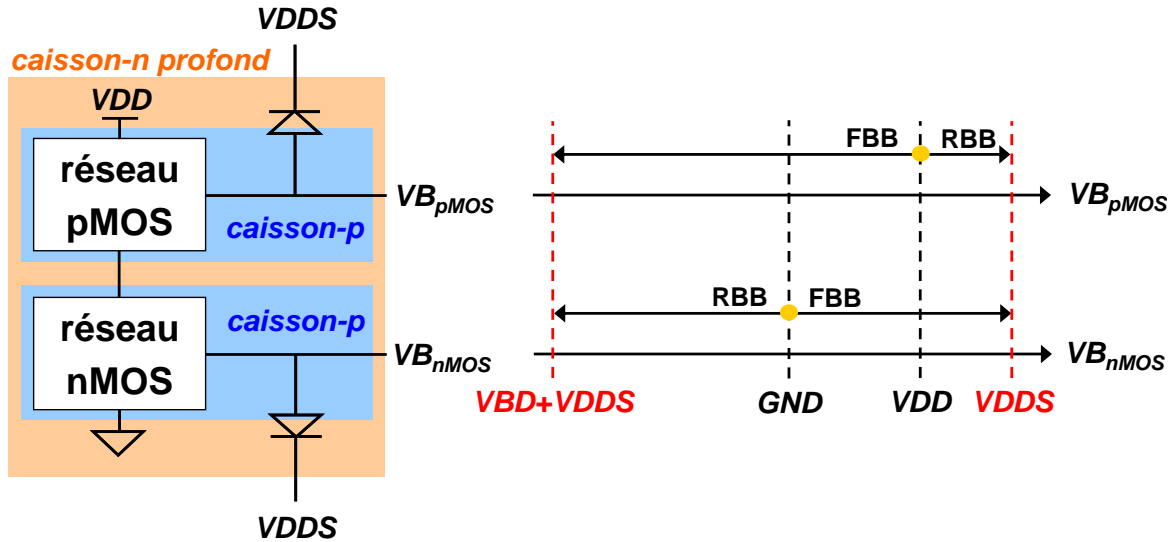 VDDS
caisson-n profond
VDD
réseau
pMOS
VBpMOS
caisson-p
réseau
nMOS
caisson-p
VBnMOS
VDDS
FBB
RBB
VBpMOS
RBB
FBB
VBnMOS
VBD+VDDS
GND
VDD
VDDS